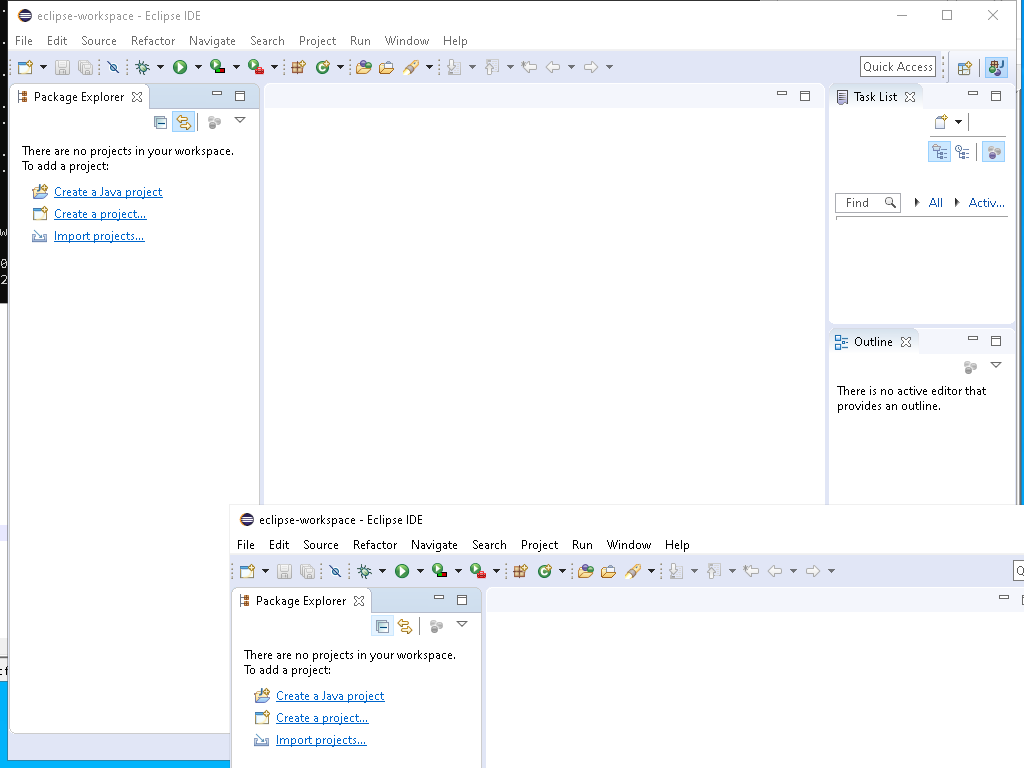 eclipse-workspace - Eclipse IDE
File Edit Source Refactor Navigate Search Project Run Window Help
Quick Access
Package Explorer
Task List
There are no projects in your workspace.
To add a project:
Create a Java project
Create a project...
Import projects...
Find
All
Activ...
Outline
There is no active editor that
provides an outline.
eclipse-workspace - Eclipse IDE
File Edit Source Refactor Navigate Search Project Run Window Help
Package Explorer
There are no projects in your workspace.
To add a project:
Create a Java project
Create a project...
Import projects...